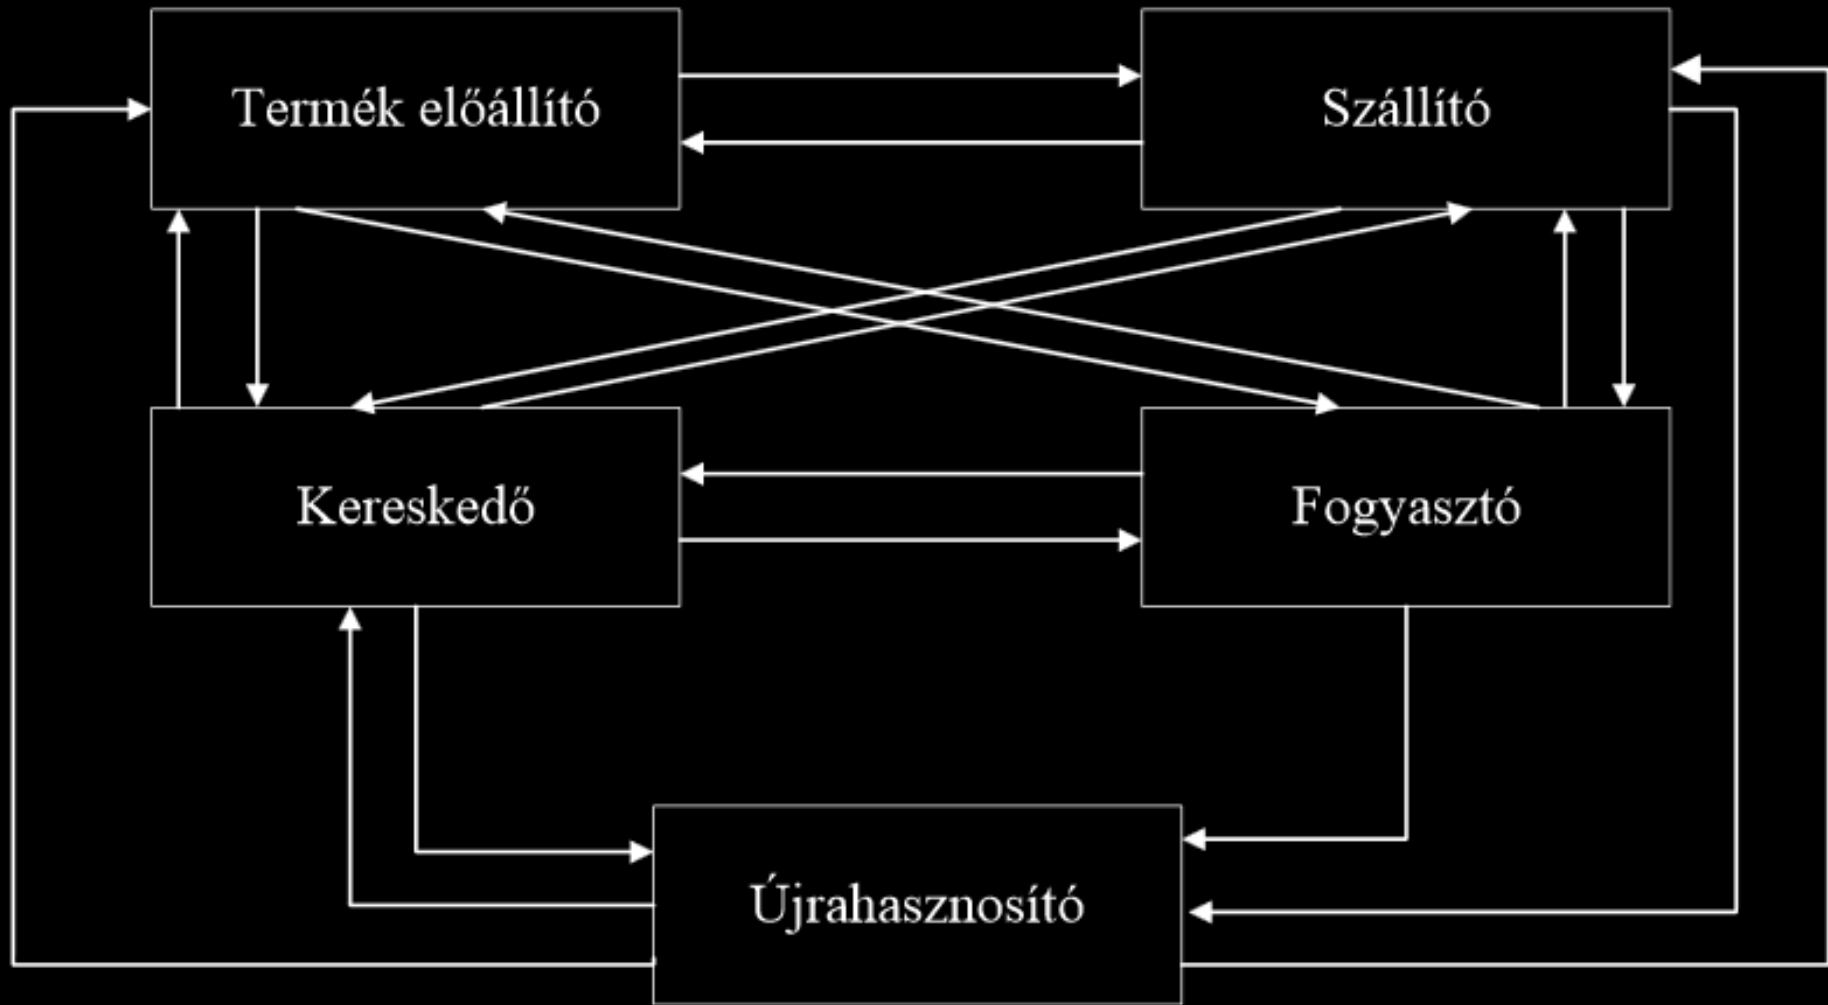 Termék előállító
Szállító
Kereskedő
Fogyasztó
Újrahasznosító